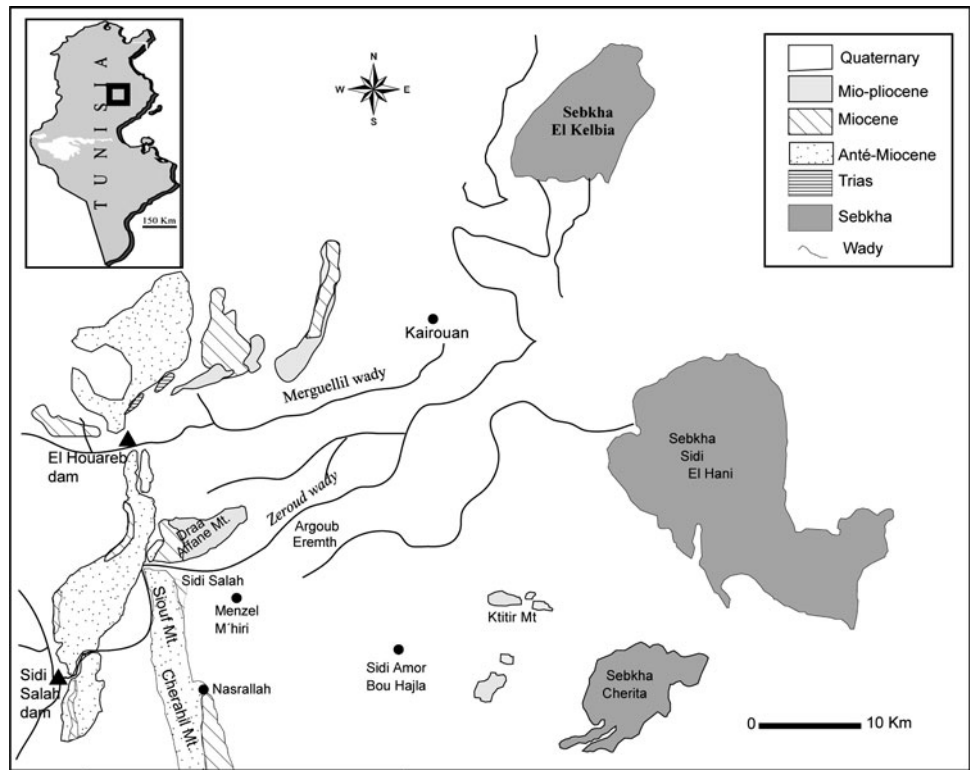 TUNISIA
150 Km
N
W E
S
Sebkha
El Kelbia
Quaternary
Mio-pliocene
Miocene
Anté-Miocene
Trias
Sebkha
Wady
Kairouan
Merguellil wady
El Houareb
dam
Zeroud wady
Draa
Affane Mt.
Argoub
Eremth
Sebkha
Sidi
El Hani
Sidi Salah
Menzel
M´hiri
Siouf Mt.
Cherahil Mt.
Ktitir Mt
Sidi
Salah
dam
Nasrallah
Sidi Amor
Bou Hajla
Sebkha
Cherita
0 10 Km